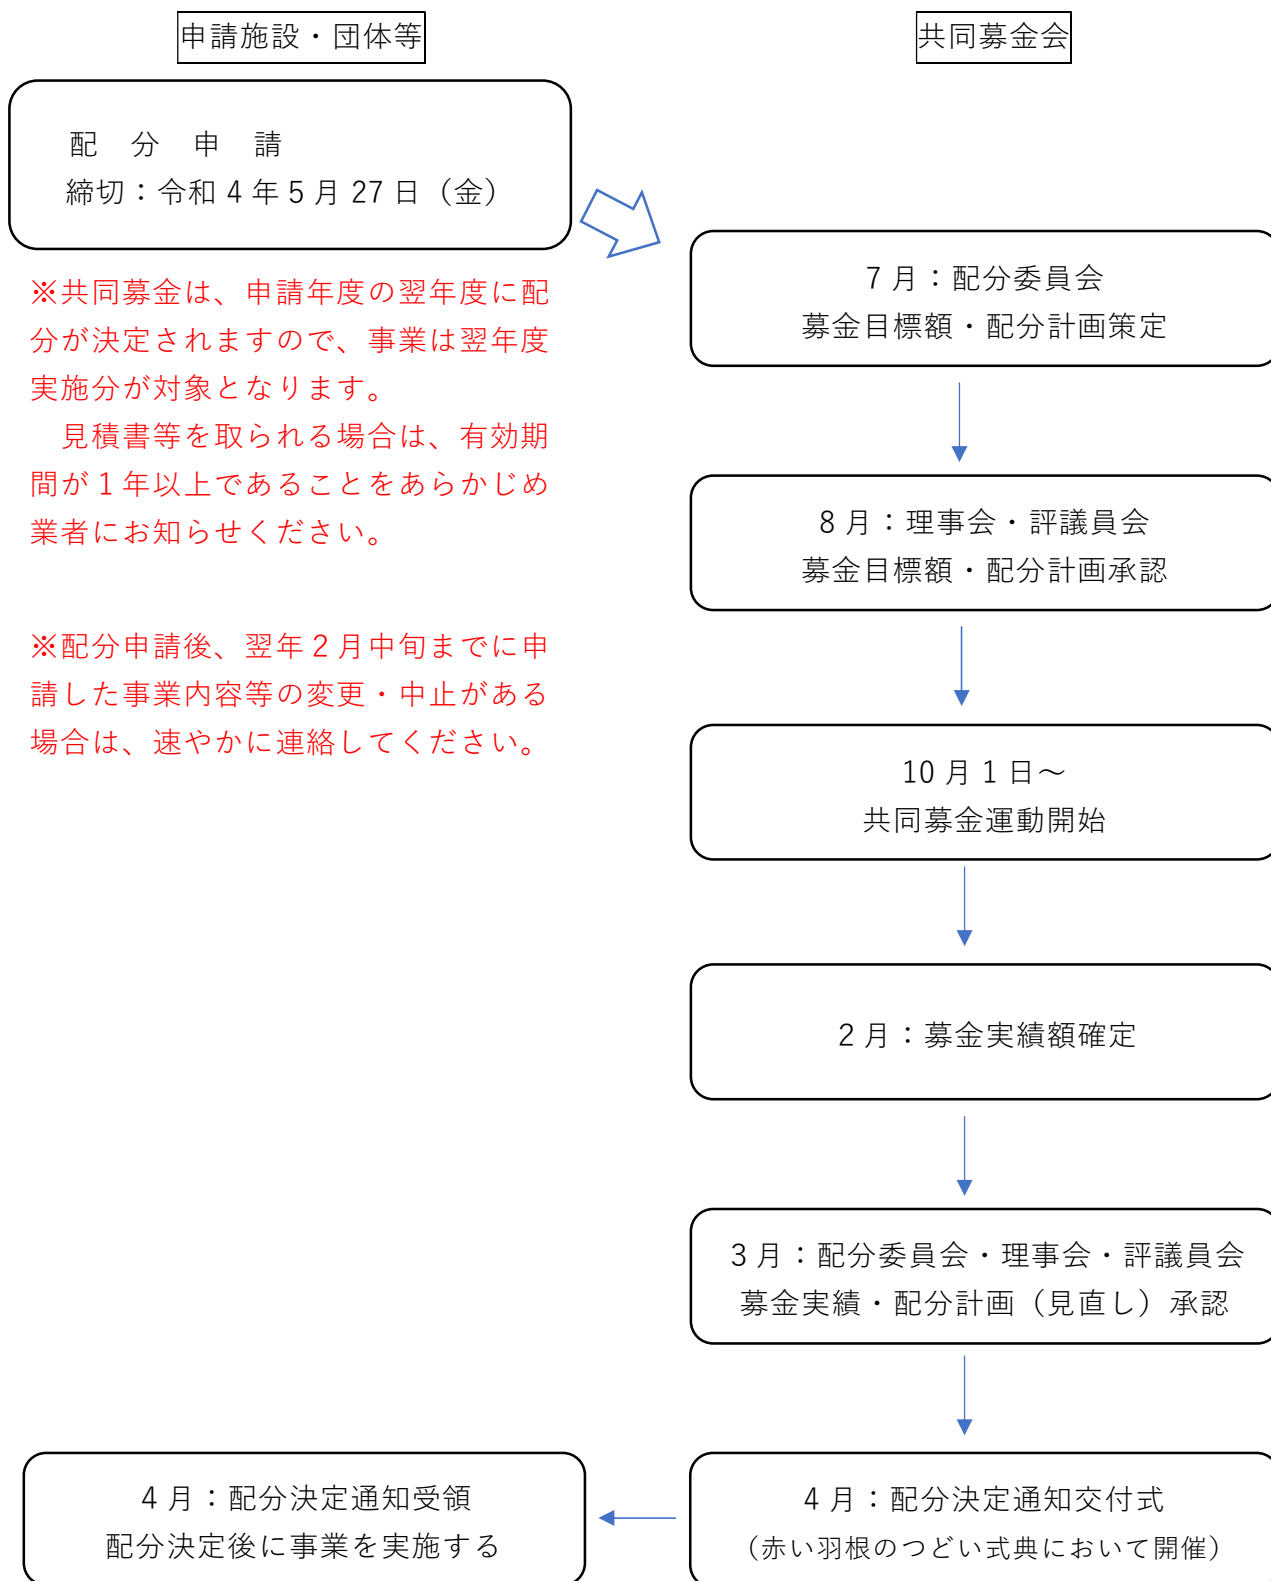 申請施設・団体等
共同募金会
配　分　申　請
締切：令和４年５月 27 日（金）
※共同募金は、申請年度の翌年度に配
分が決定されますので、事業は翌年度
実施分が対象となります。
　見積書等を取られる場合は、有効期
間が１年以上であることをあらかじめ
業者にお知らせください。
※配分申請後、翌年２月中旬までに申
請した事業内容等の変更・中止がある
場合は、速やかに連絡してください。
７月：配分委員会
募金目標額・配分計画策定
８月：理事会・評議員会
募金目標額・配分計画承認
10 月１日～
共同募金運動開始
２月：募金実績額確定
３月：配分委員会・理事会・評議員会
募金実績・配分計画（見直し）承認
４月：配分決定通知交付式
（赤い羽根のつどい式典において開催）
４月：配分決定通知受領
配分決定後に事業を実施する